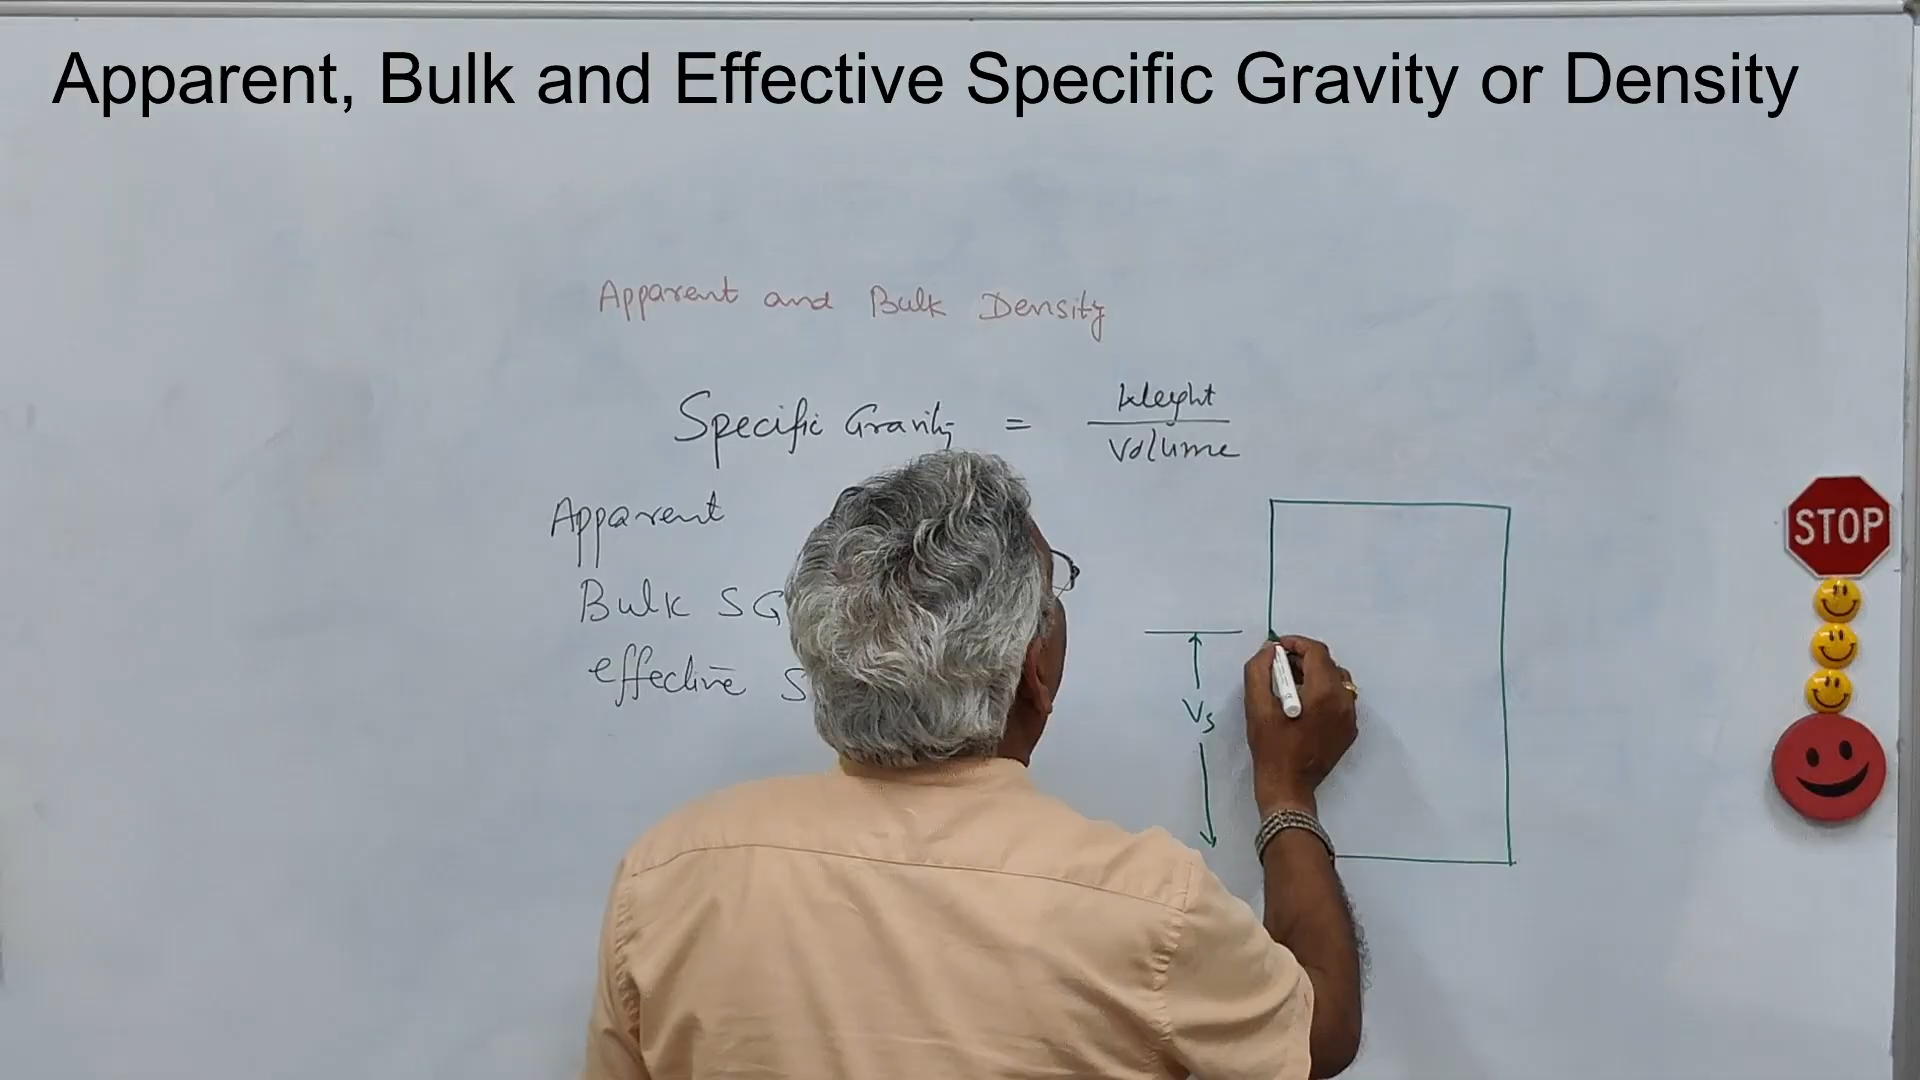 Apparent, Bulk and Effective Specific Gravity or Density
Apparent and Bulk Density
Specific Gravity = Weight
Volume
Apparent
Bulk SG
effective S
Vs
STOP